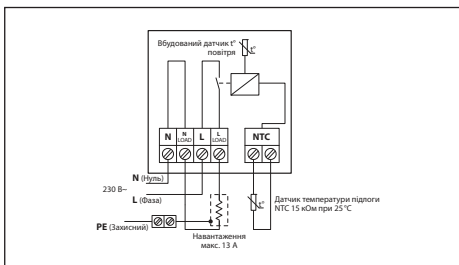 Вбудований датчик t°
повітря
t°
N
N LOAD
L
L LOAD
NTC
N (Нуль)
230 В~
L (Фаза)
PE (Захисний)
t°
Датчик температури підлоги
NTC 15 кОм при 25 °C
Навантаження
макс. 13 А